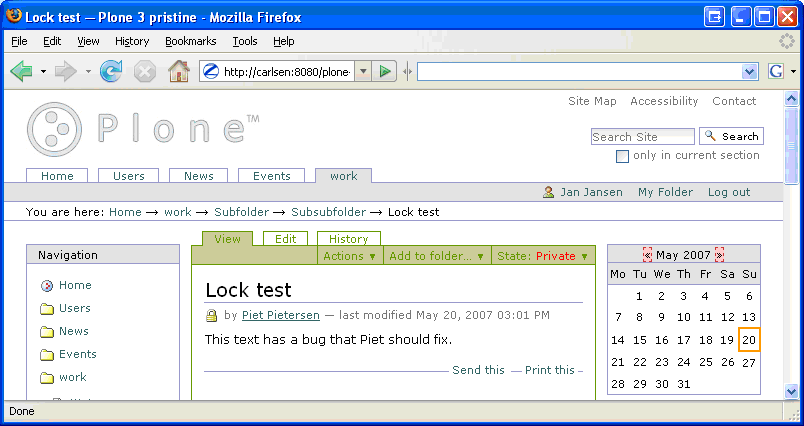 Lock test — Plone 3 pristine - Mozilla Firefox
File Edit View History Bookmarks Tools Help
http://carlsen:8080/plone
G
Site Map Accessibility Contact
Plone™
Search Site
Search
only in current section
Home Users News Events work
Jan Jansen My Folder Log out
You are here: Home → work → Subfolder → Subsubfolder → Lock test
Navigation
Home
Users
News
Events
work
View Edit History
Actions ▼ Add to folder... ▼ State: Private ▼
Lock test
by Piet Pietersen — last modified May 20, 2007 03:01 PM
This text has a bug that Piet should fix.
Send this — Print this –
« May 2007 »
Mo Tu We Th Fr Sa Su
1 2 3 4 5 6
7 8 9 10 11 12 13
14 15 16 17 18 19 20
21 22 23 24 25 26 27
28 29 30 31
Done